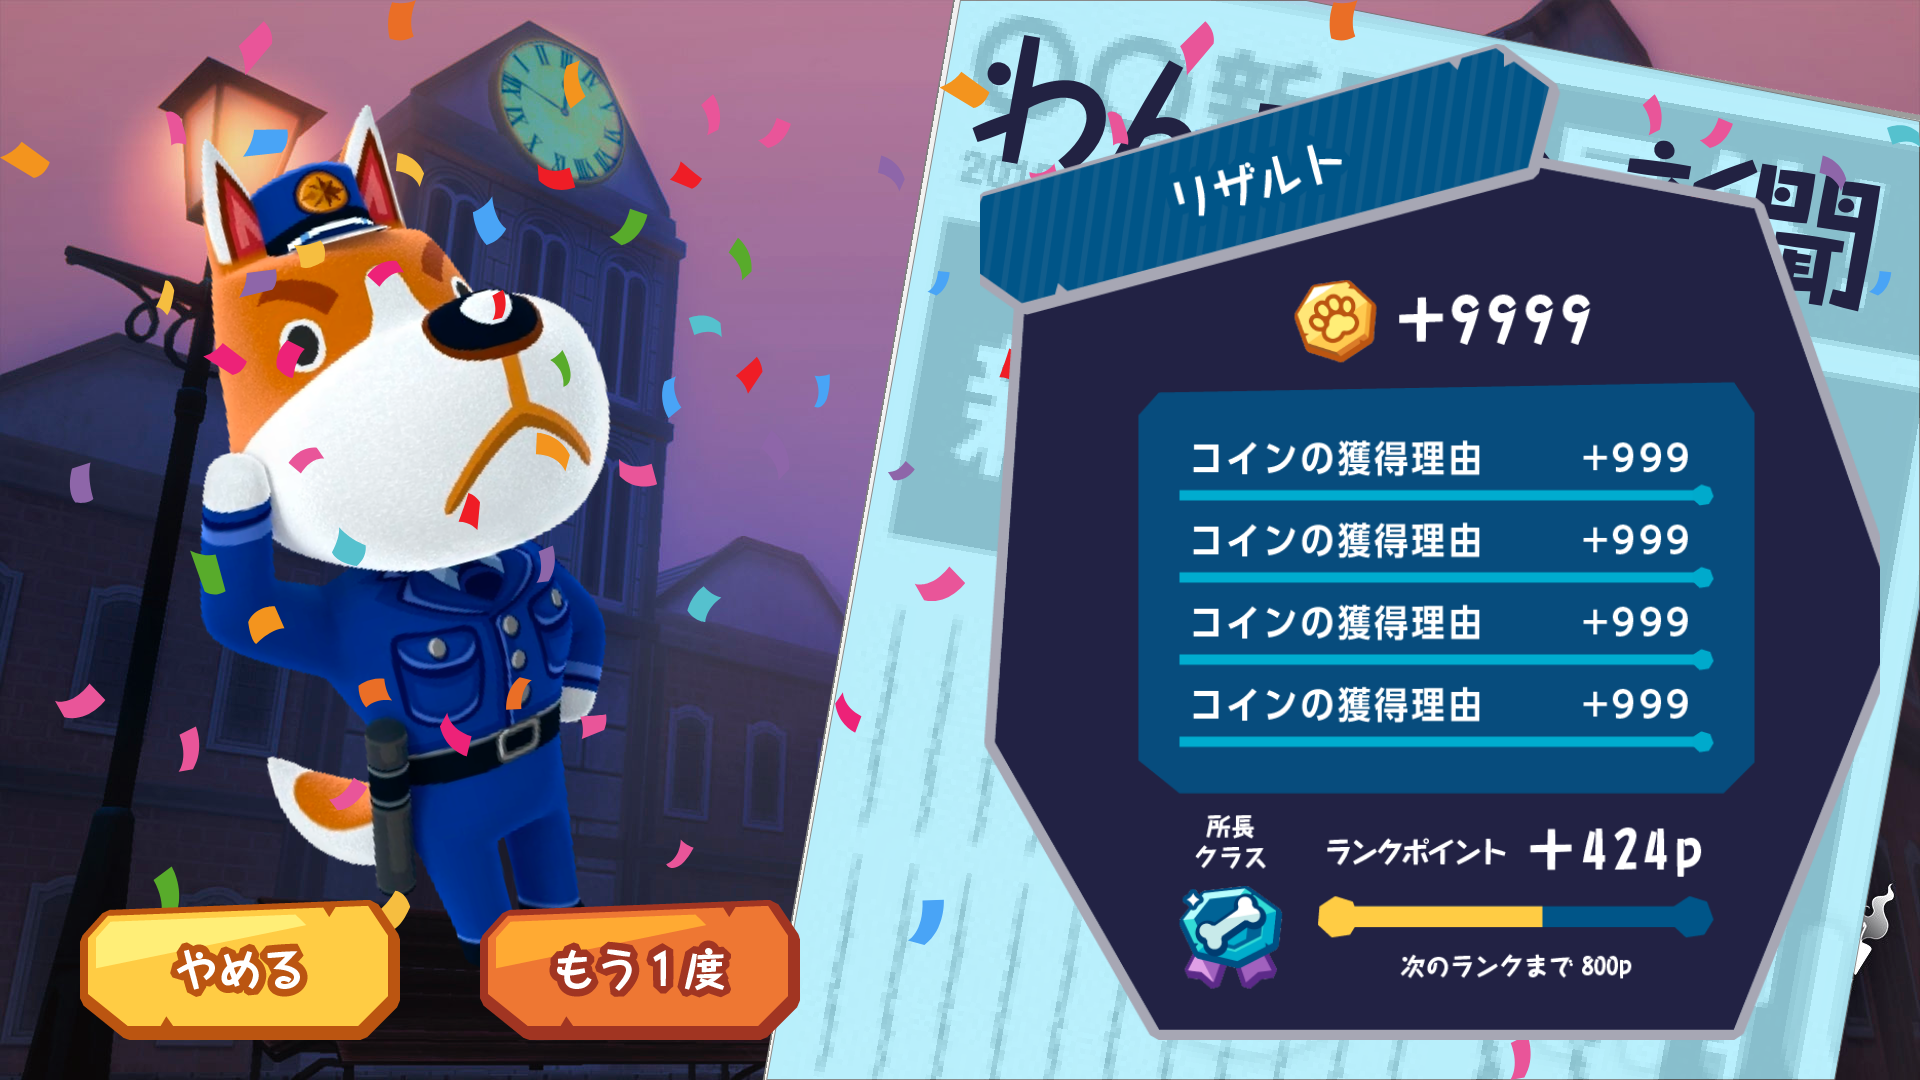 わん
新聞
リザルト
+9999
コインの獲得理由 +999
コインの獲得理由 +999
コインの獲得理由 +999
コインの獲得理由 +999
所長
クラス
ランクポイント +424p
次のランクまで 800p
やめる
もう1度